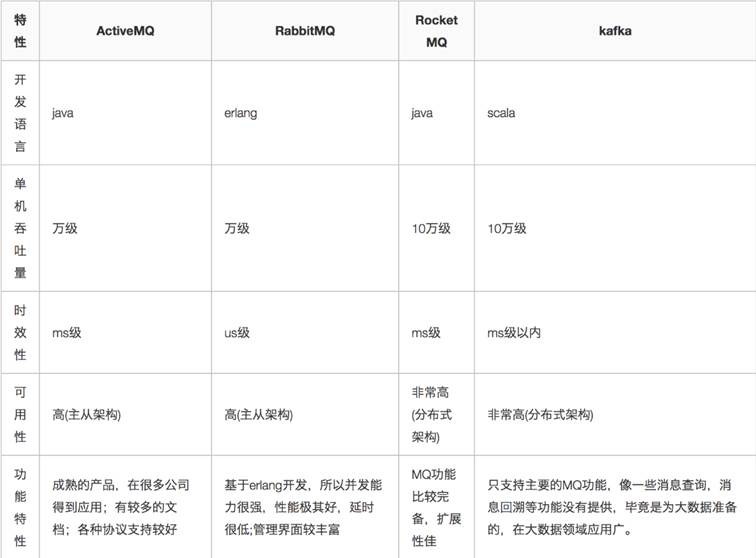 特
性
ActiveMQ
RabbitMQ
Rocket
MQ
kafka
开
发
语
言
java
erlang
java
scala
单
机
吞
吐
量
万级
万级
10万级
10万级
时
效
性
ms级
us级
ms级
ms级以内
可
用
性
高(主从架构)
高(主从架构)
非常高
(分布式
架构)
非常高(分布式架构)
功
能
特
性
成熟的产品，在很多公司
得到应用；有较多的文
档；各种协议支持较好
基于erlang开发，所以并发能
力很强，性能极其好，延时
很低;管理界面较丰富
MQ功能
比较完
备，扩展
性佳
只支持主要的MQ功能，像一些消息查询，消
息回溯等功能没有提供，毕竟是为大数据准备
的，在大数据领域应用广。